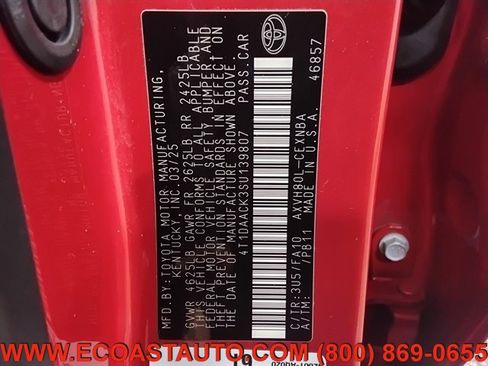 MFD.BY:TOYOTA MOTOR MANUFACTURING,
KENTUCKY, INC. 03/25
GVWR 4625LB GAWR FR 2625LB RR 2425LB
THIS VEHICLE CONFORMS TO ALL APPLICABLE
FEDERAL MOTOR VEHICLE SAFETY, BUMPER, AND
THEFT PREVENTION STANDARDS IN EFFECT ON
THE DATE OF MANUFACTURE SHOWN ABOVE.
4T1DAACK3SU139807 PASS.CAR
46857
C/TR:3U5/FA10 AXVH80L-CEXNBA
A/TM: /PB11 MADE IN U.S.A.
TOYOTA
WWW.ECOASTAUTO.COM (800) 869-0655